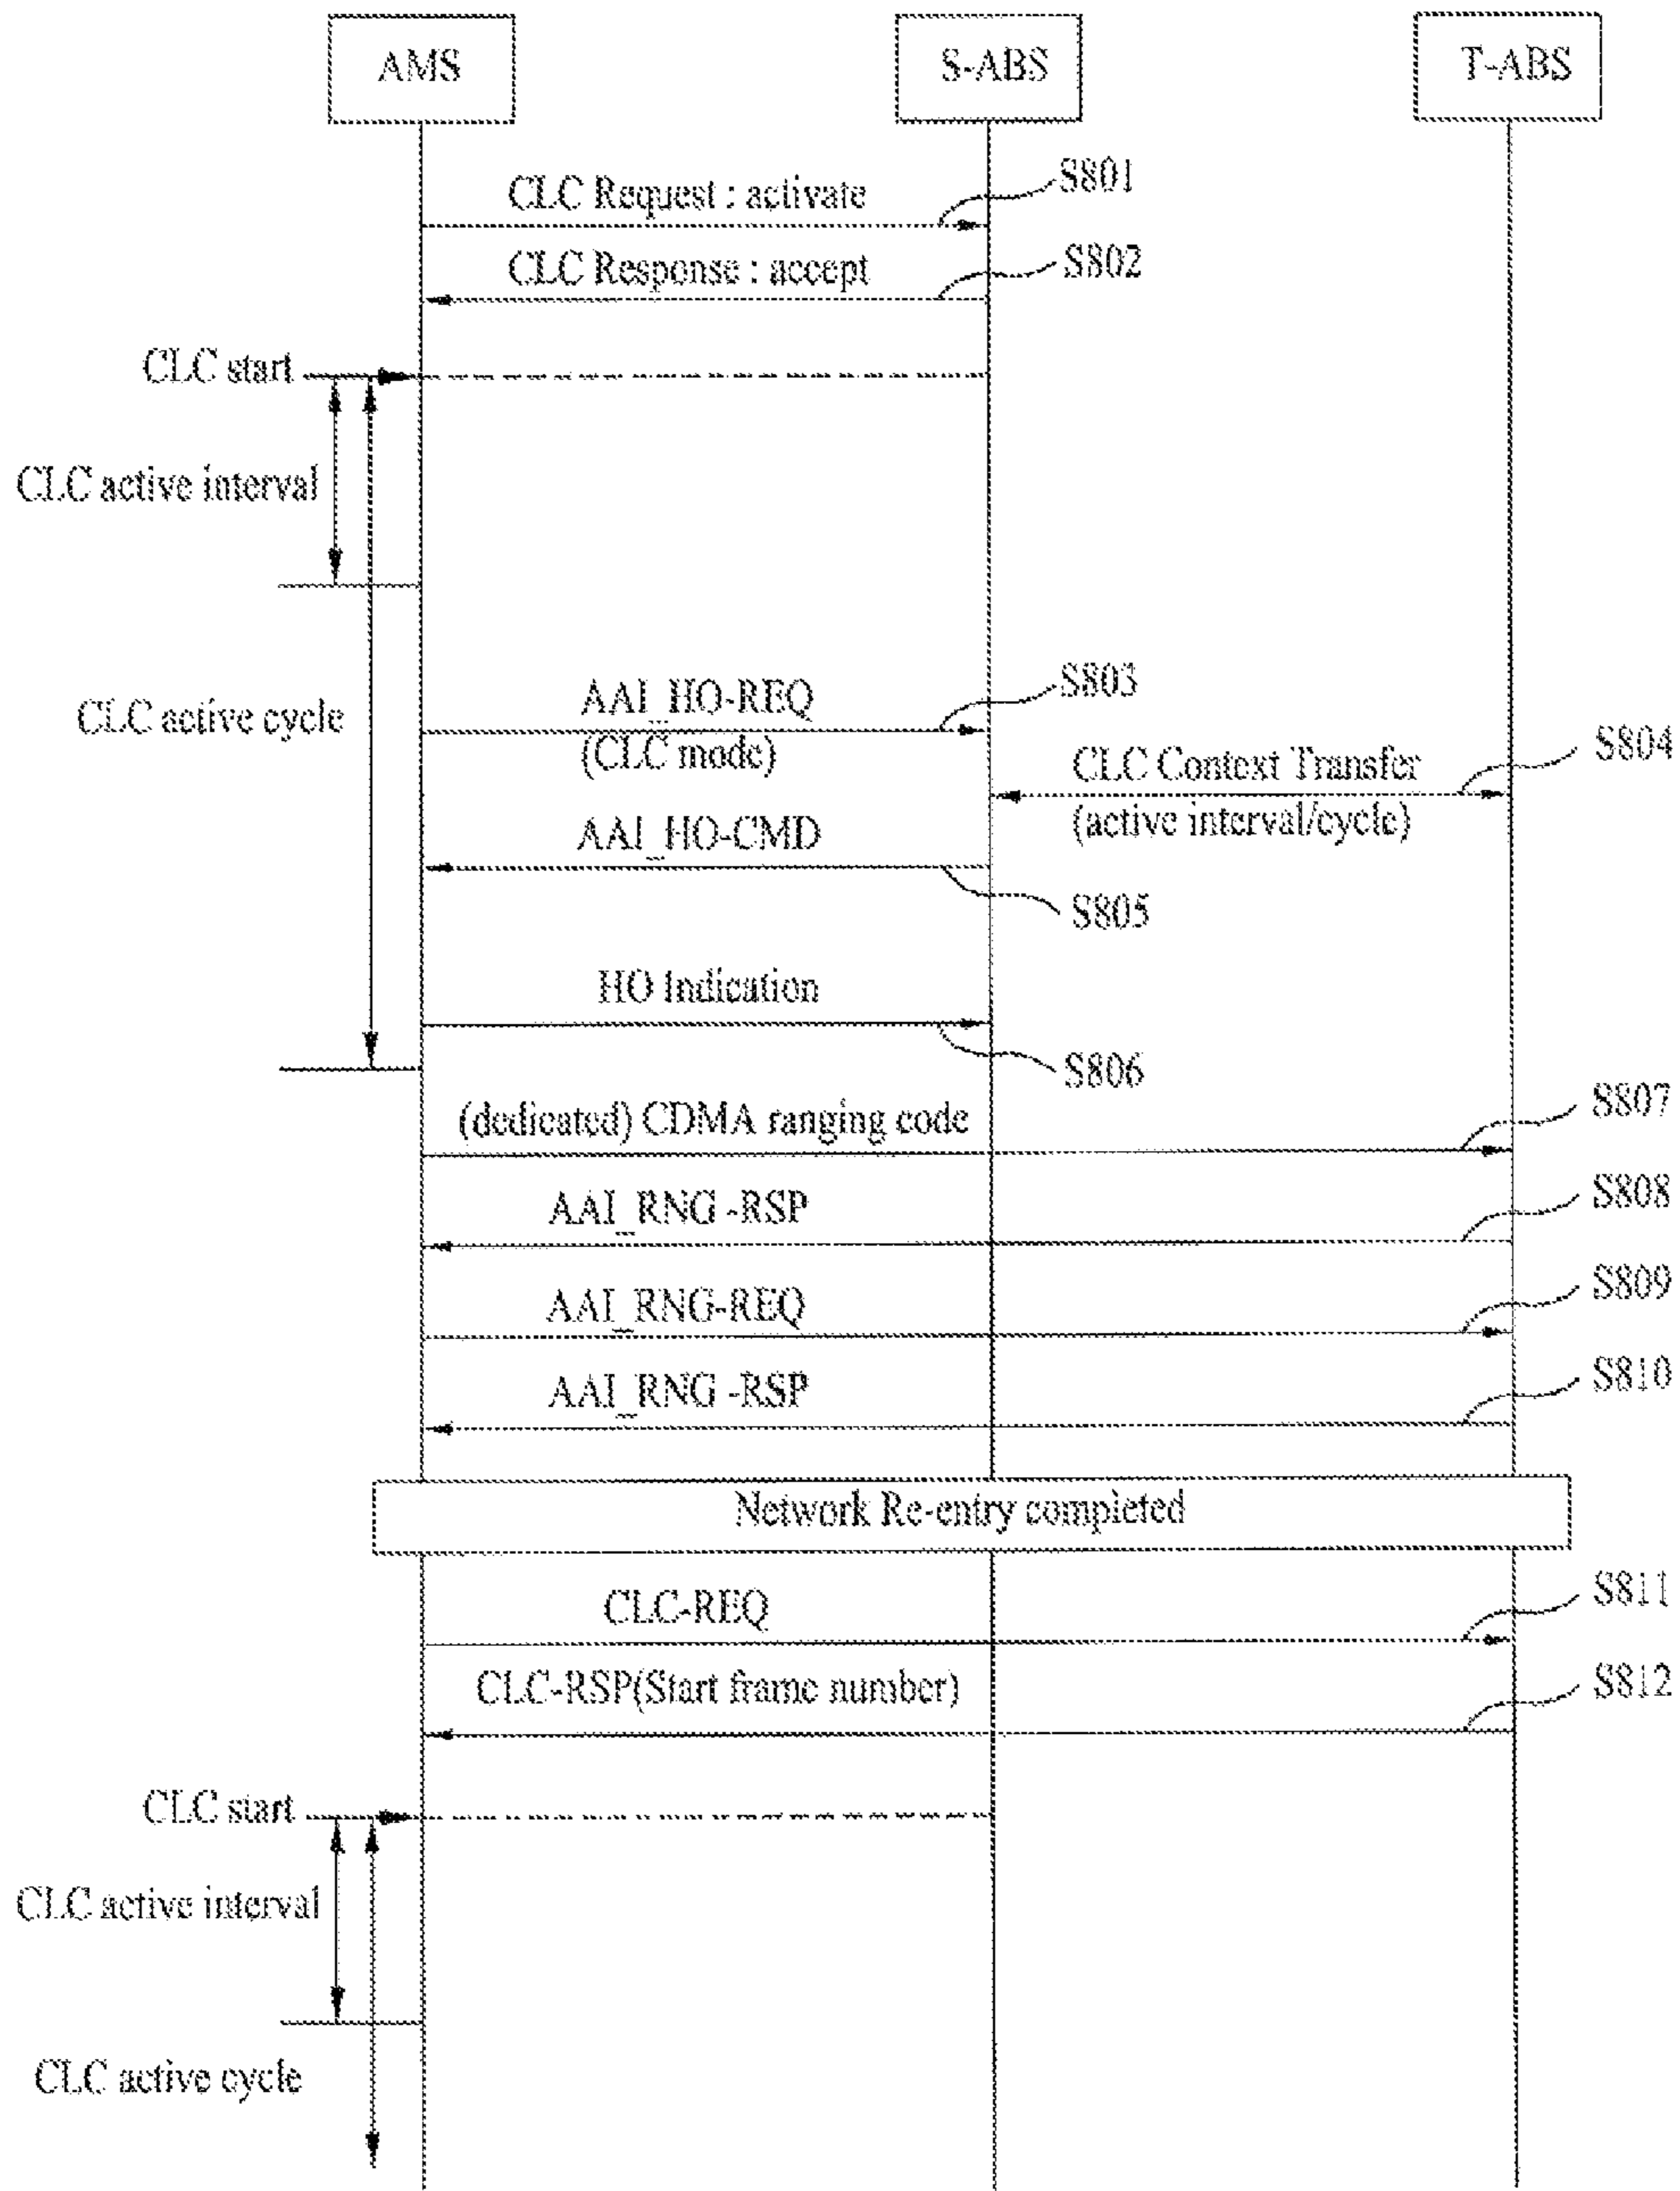 AMS
S-ABS
T-ABS
CLC Request : activate
S801
CLC Response : accept
S802
CLC start
CLC active interval
AAI_HO-REQ
(CLC mode)
S803
CLC active cycle
CLC Context Transfer
(active interval/cycle)
S804
AAI_HO-CMD
S805
HO Indication
S806
(dedicated) CDMA ranging code
S807
AAI_RNG -RSP
S808
AAI_RNG-REQ
S809
AAI_RNG -RSP
S810
Network Re-entry completed
CLC-REQ
S811
CLC-RSP(Start frame number)
S812
CLC start
CLC active interval
CLC active cycle